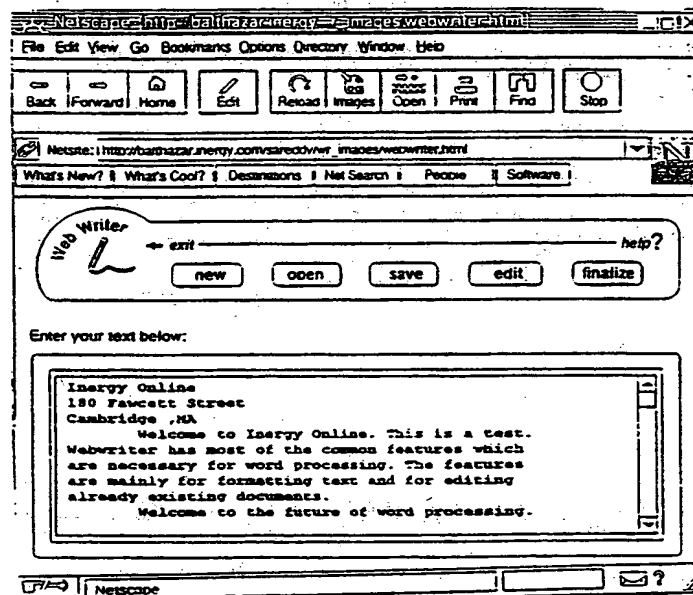 Netscape - http://balthazar.inergy
images/webwriter.html
File Edit View Go Bookmarks Options Directory Window Help
Back Forward Home Edit Reload Images Open Print Find Stop
Netsite: http://balthazar.inergy.com/sareddy/wr_images/webwriter.html
N
What's New? What's Cool? Destinations Net Search People Software
Web Writer
exit
help?
new open save edit finalize
Enter your text below:
Inergy Online
180 Fawcett Street
Cambridge ,MA
Welcome to Inergy Online. This is a test.
Webwriter has most of the common features which
are necessary for word processing. The features
are mainly for formatting text and for editing
already existing documents.
Welcome to the future of word processing.
Netscape
?